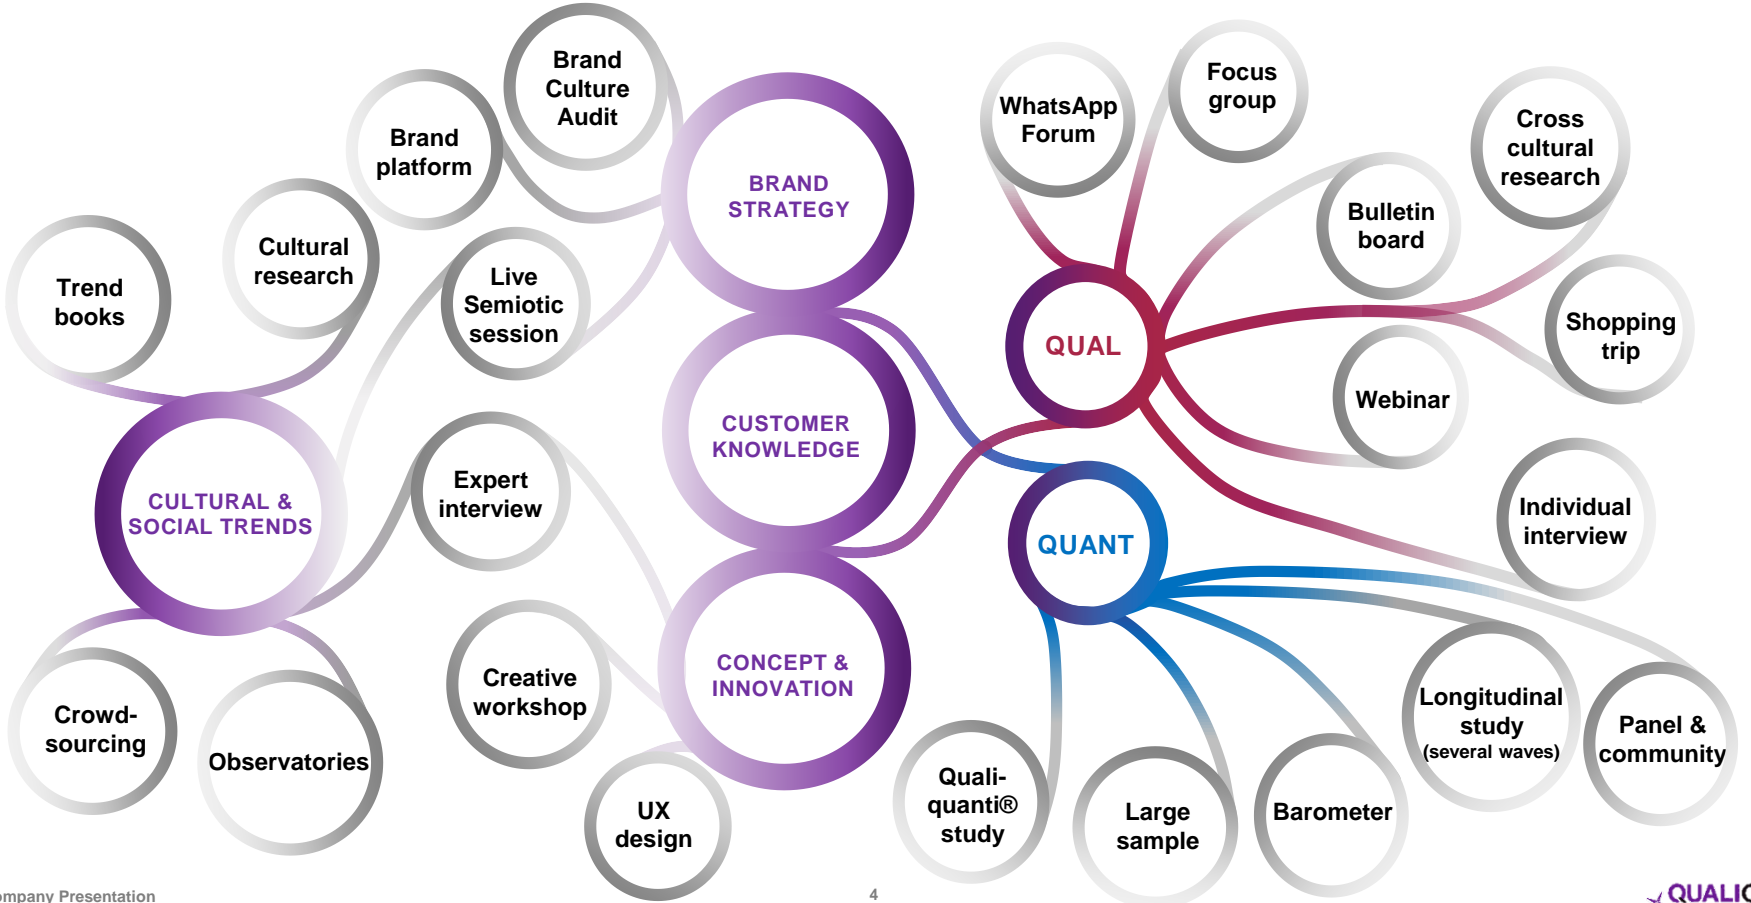 Brand
Culture
Audit
Brand
platform
Cultural
research
Trend
books
Live
Semiotic
session
BRAND
STRATEGY
WhatsApp
Forum
Focus
group
Cross
cultural
research
Bulletin
board
Shopping
trip
QUAL
Webinar
CUSTOMER
KNOWLEDGE
Expert
interview
CULTURAL &
SOCIAL TRENDS
Individual
interview
QUANT
CONCEPT &
INNOVATION
Creative
workshop
Crowd-
sourcing
Observatories
UX
design
Quali-
quanti®
study
Large
sample
Barometer
Longitudinal
study
(several waves)
Panel &
community
ompany Presentation
4
QUALI